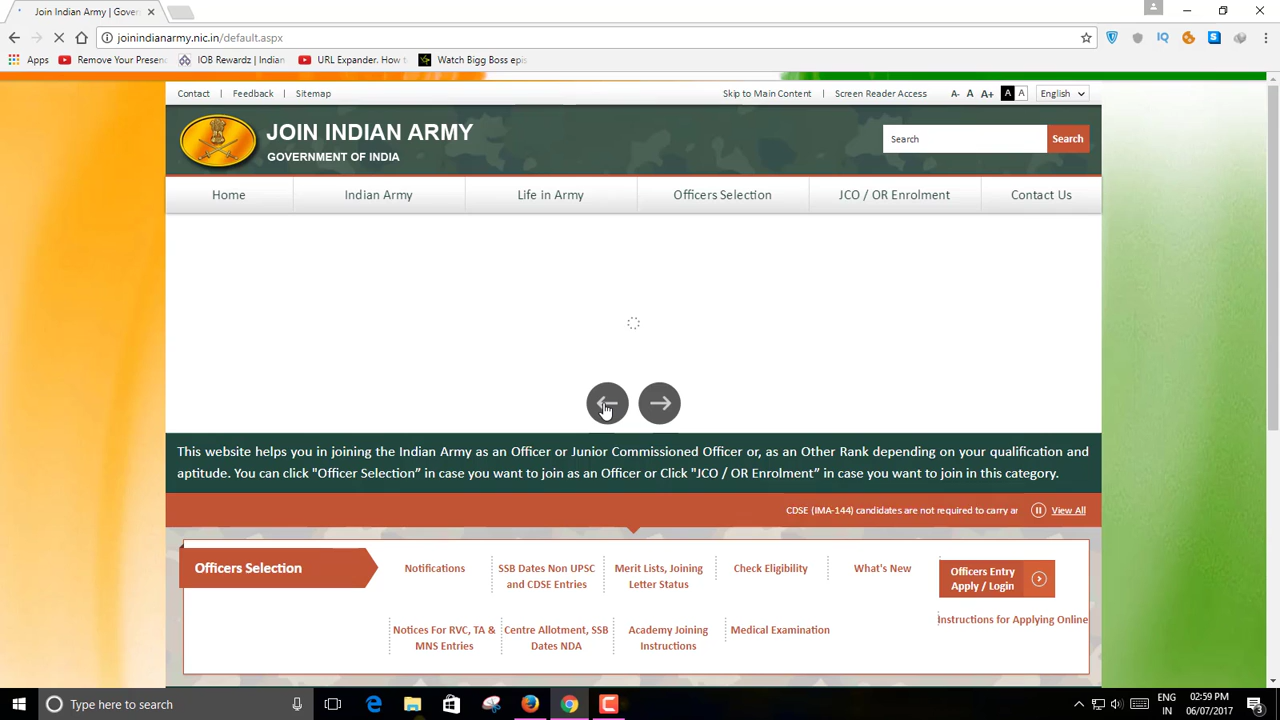 Join Indian Army | Gover
joinindianarmy.nic.in/default.aspx
Apps Remove Your Presen IOB Rewardz | Indian URL Expander. How t Watch Bigg Boss epis
Contact | Feedback | Sitemap Skip to Main Content | Screen Reader Access A- A A+ A A English
JOIN INDIAN ARMY
GOVERNMENT OF INDIA
Search Search
Home Indian Army Life in Army Officers Selection JCO / OR Enrolment Contact Us
This website helps you in joining the Indian Army as an Officer or Junior Commissioned Officer or, as an Other Rank depending on your qualification and
aptitude. You can click "Officer Selection" in case you want to join as an Officer or Click "JCO / OR Enrolment" in case you want to join in this category.
CDSE (IMA-144) candidates are not required to carry ar View All
Officers Selection
Notifications
SSB Dates Non UPSC
and CDSE Entries
Merit Lists, Joining
Letter Status
Check Eligibility
What's New
Officers Entry
Apply / Login
Notices For RVC, TA &
MNS Entries
Centre Allotment, SSB
Dates NDA
Academy Joining
Instructions
Medical Examination
Instructions for Applying Online
Type here to search
ENG
IN
02:59 PM
06/07/2017
3